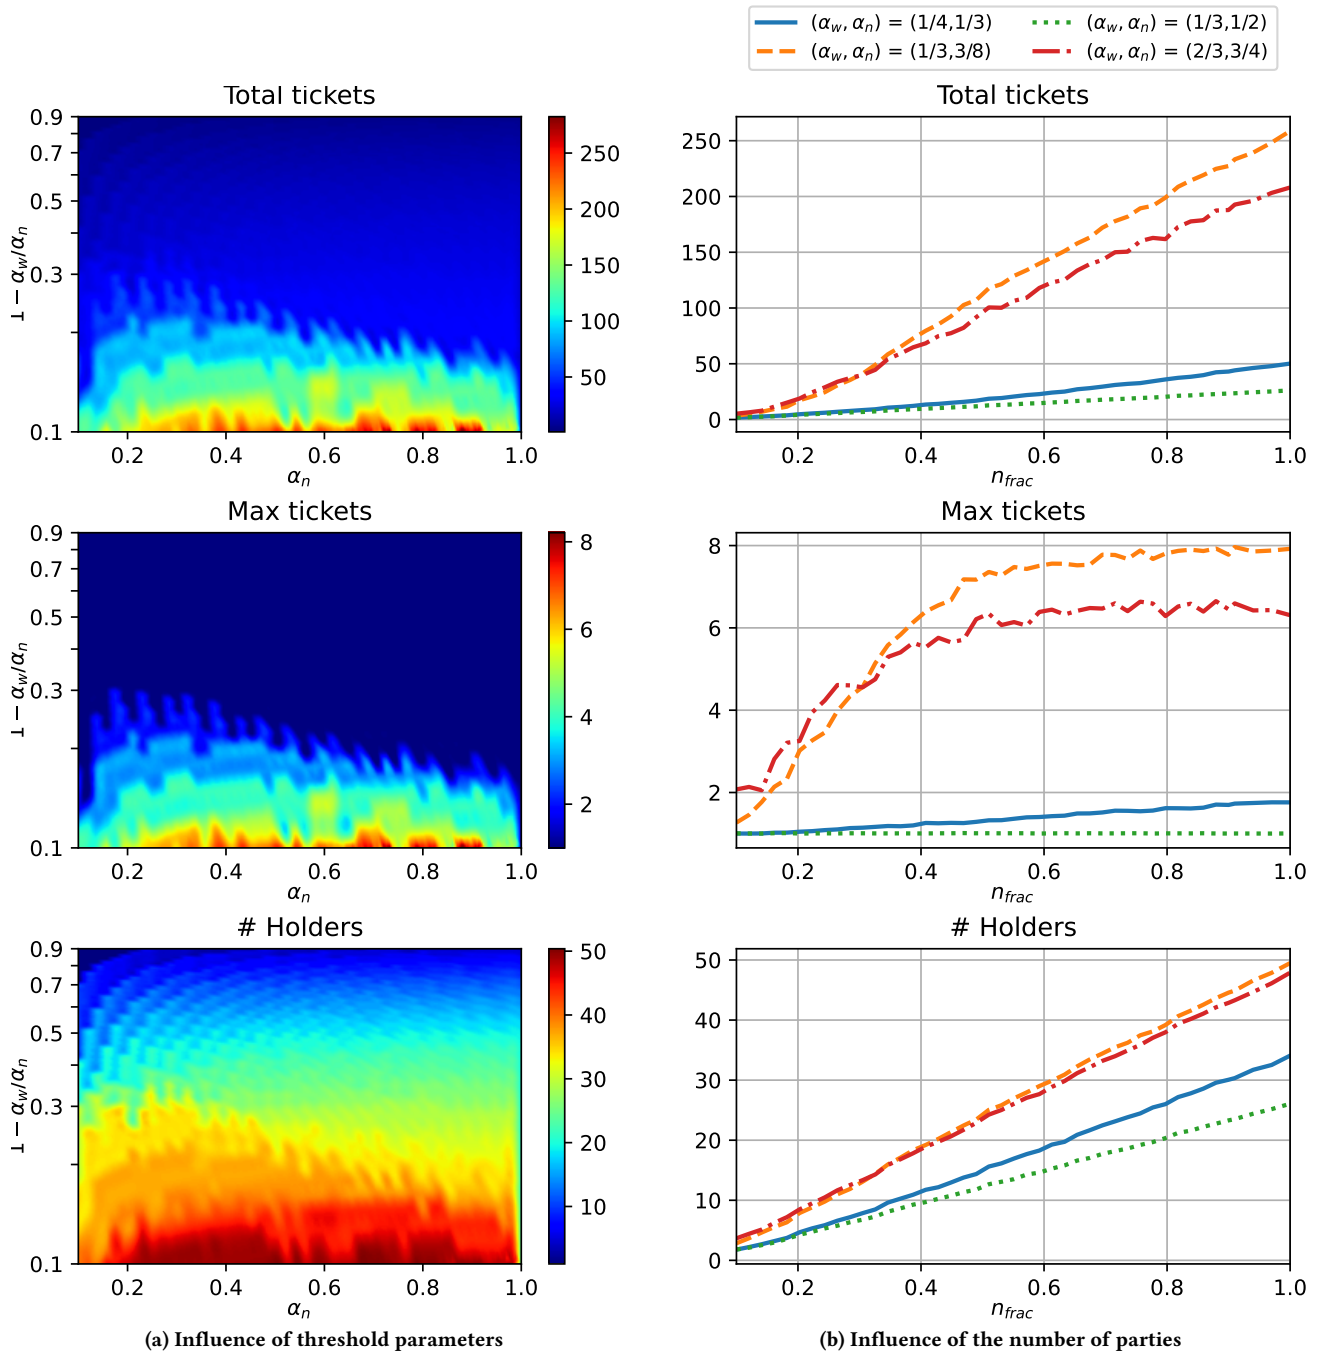 (α_w, α_n) = (1/4,1/3)
(α_w, α_n) = (1/3,3/8)
(α_w, α_n) = (1/3,1/2)
(α_w, α_n) = (2/3,3/4)
Total tickets
0.9
0.7
0.5
0.3
0.1
1 − α_w/α_n
0.2 0.4 0.6 0.8 1.0
α_n
250
200
150
100
50
Total tickets
250
200
150
100
50
0
0.2 0.4 0.6 0.8 1.0
n_frac
Max tickets
0.9
0.7
0.5
0.3
0.1
1 − α_w/α_n
0.2 0.4 0.6 0.8 1.0
α_n
8
6
4
2
Max tickets
8
6
4
2
0.2 0.4 0.6 0.8 1.0
n_frac
# Holders
0.9
0.7
0.5
0.3
0.1
1 − α_w/α_n
0.2 0.4 0.6 0.8 1.0
α_n
50
40
30
20
10
# Holders
50
40
30
20
10
0
0.2 0.4 0.6 0.8 1.0
n_frac
(a) Influence of threshold parameters
(b) Influence of the number of parties